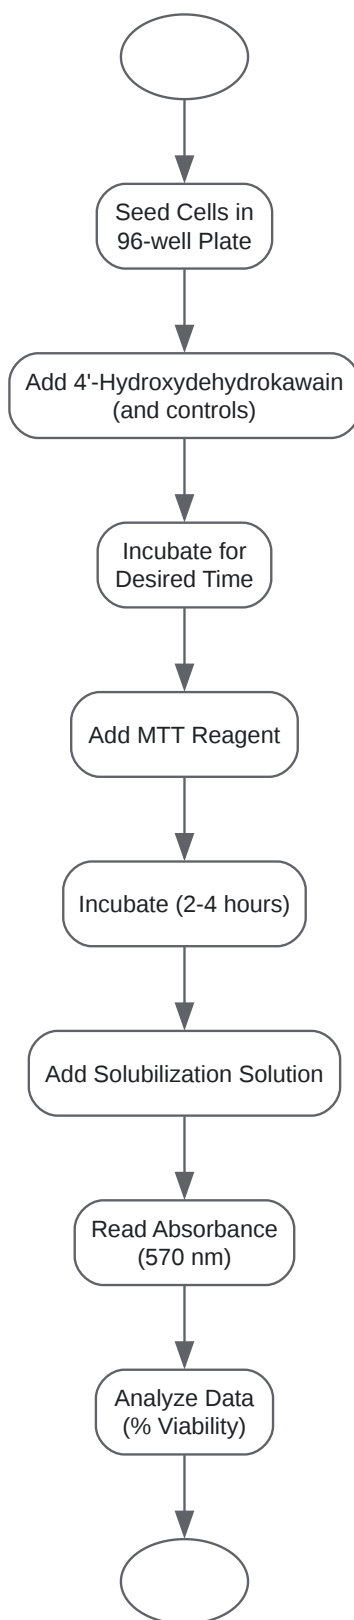 Seed Cells in
96-well Plate
Add 4'-Hydroxydehydrokawain
(and controls)
Incubate for
Desired Time
Add MTT Reagent
Incubate (2-4 hours)
Add Solubilization Solution
Read Absorbance
(570 nm)
Analyze Data
(% Viability)